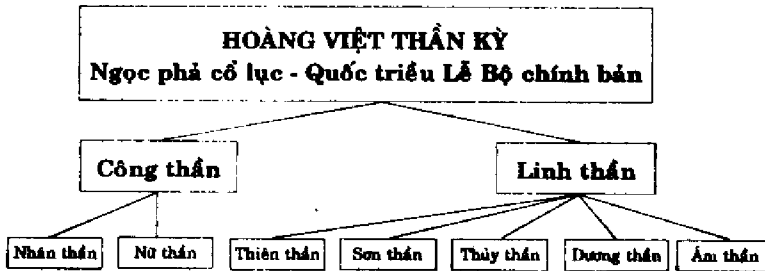 HOÀNG VIỆT THẦN KỲ
Ngọc phả cổ lục - Quốc triều Lễ Bộ chính bản
Công thần
Linh thần
Nhân thần
Nữ thần
Thiên thần
Sơn thần
Thủy thần
Dương thần
Âm thần